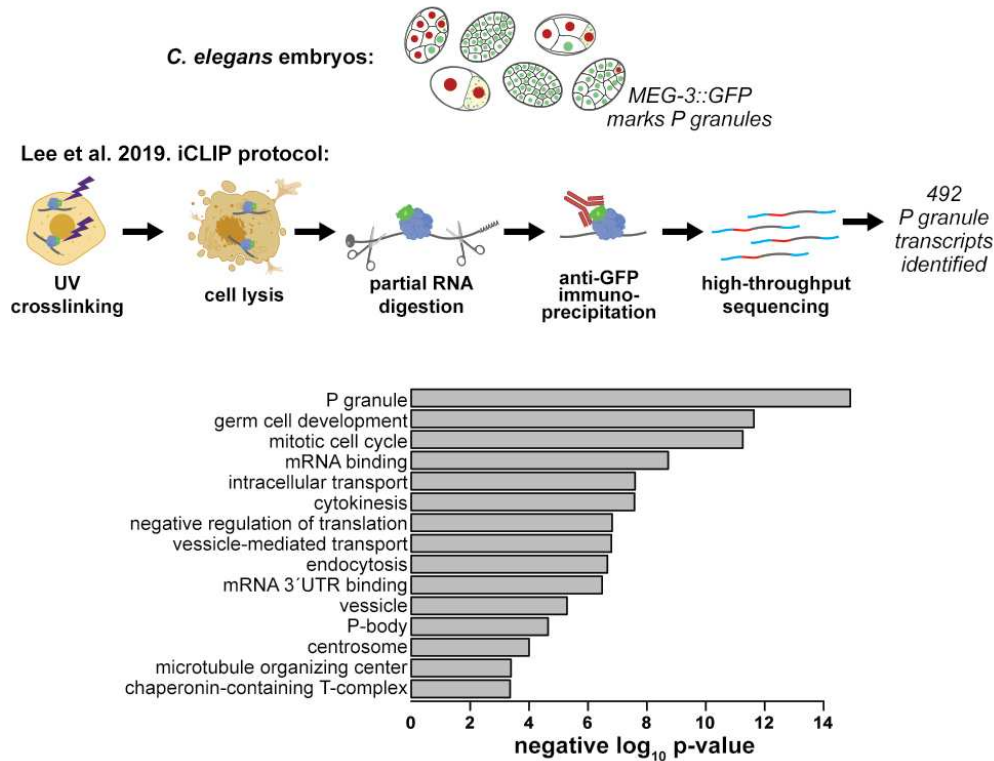 C. elegans embryos:
MEG-3::GFP
marks P granules
Lee et al. 2019. iCLIP protocol:
UV
crosslinking
cell lysis
partial RNA
digestion
anti-GFP
immuno-
precipitation
high-throughput
sequencing
492
P granule
transcripts
identified
P granule
germ cell development
mitotic cell cycle
mRNA binding
intracellular transport
cytokinesis
negative regulation of translation
vessicle-mediated transport
endocytosis
mRNA 3´UTR binding
vessicle
P-body
centrosome
microtubule organizing center
chaperonin-containing T-complex
0 2 4 6 8 10 12 14
negative log₁₀ p-value